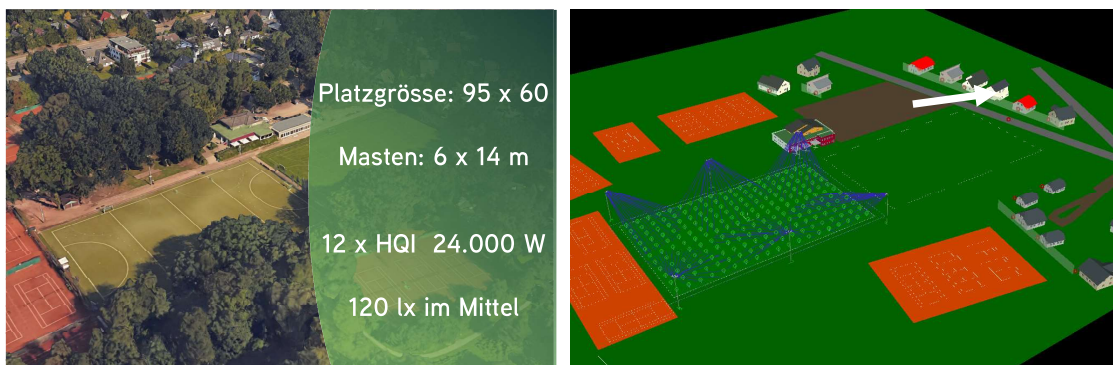 Platzgrösse: 95 x 60
Masten: 6 x 14 m
12 x HQI  24.000 W
120 lx im Mittel